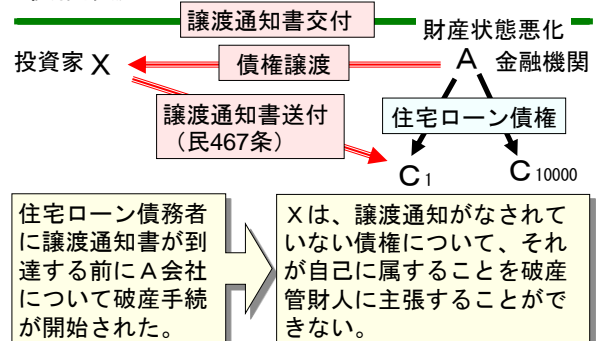 譲渡通知書交付
財産状態悪化
投資家 X
債権譲渡
A 金融機関
譲渡通知書送付
（民467条）
住宅ローン債権
C1
C10000
住宅ローン債務者
に譲渡通知書が到
達する前にＡ会社
について破産手続
が開始された。
Ｘは、譲渡通知がなされて
いない債権について、それ
が自己に属することを破産
管財人に主張することがで
きない。